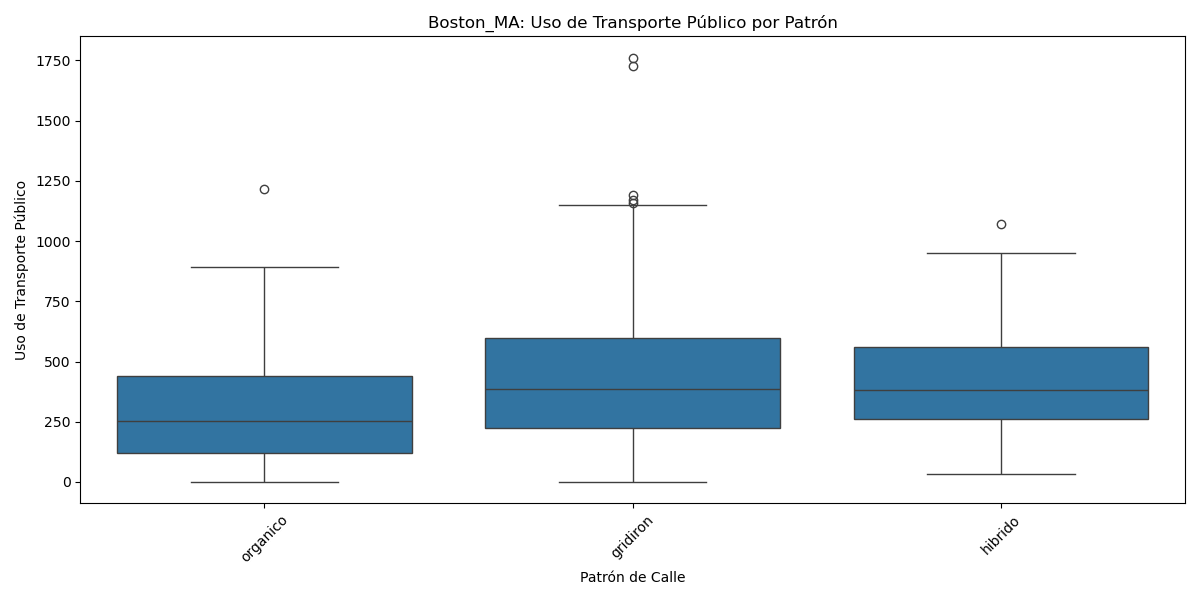 Boston_MA: Uso de Transporte Público por Patrón
Uso de Transporte Público
1750
1500
1250
1000
750
500
250
0
organico
gridiron
hibrido
Patrón de Calle